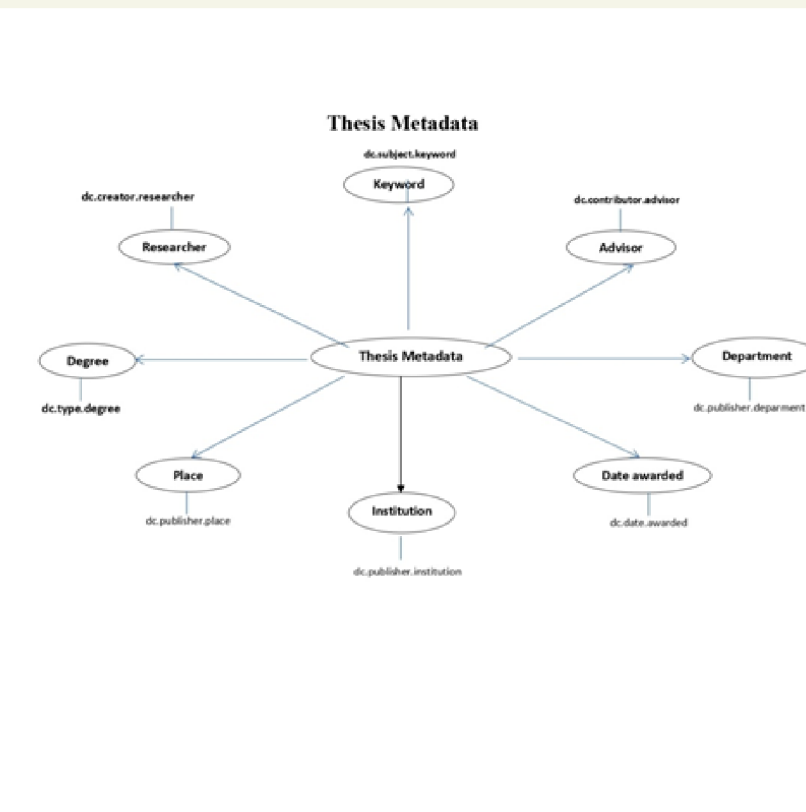 Thesis Metadata
dc.subject.keyword
Keyword
dc.creator.researcher
dc.contributor.advisor
Researcher
Advisor
Thesis Metadata
Degree
Department
dc.type.degree
dc.publisher.deparment
Place
Date awarded
Institution
dc.publisher.place
dc.date.awarded
dc.publisher.institution